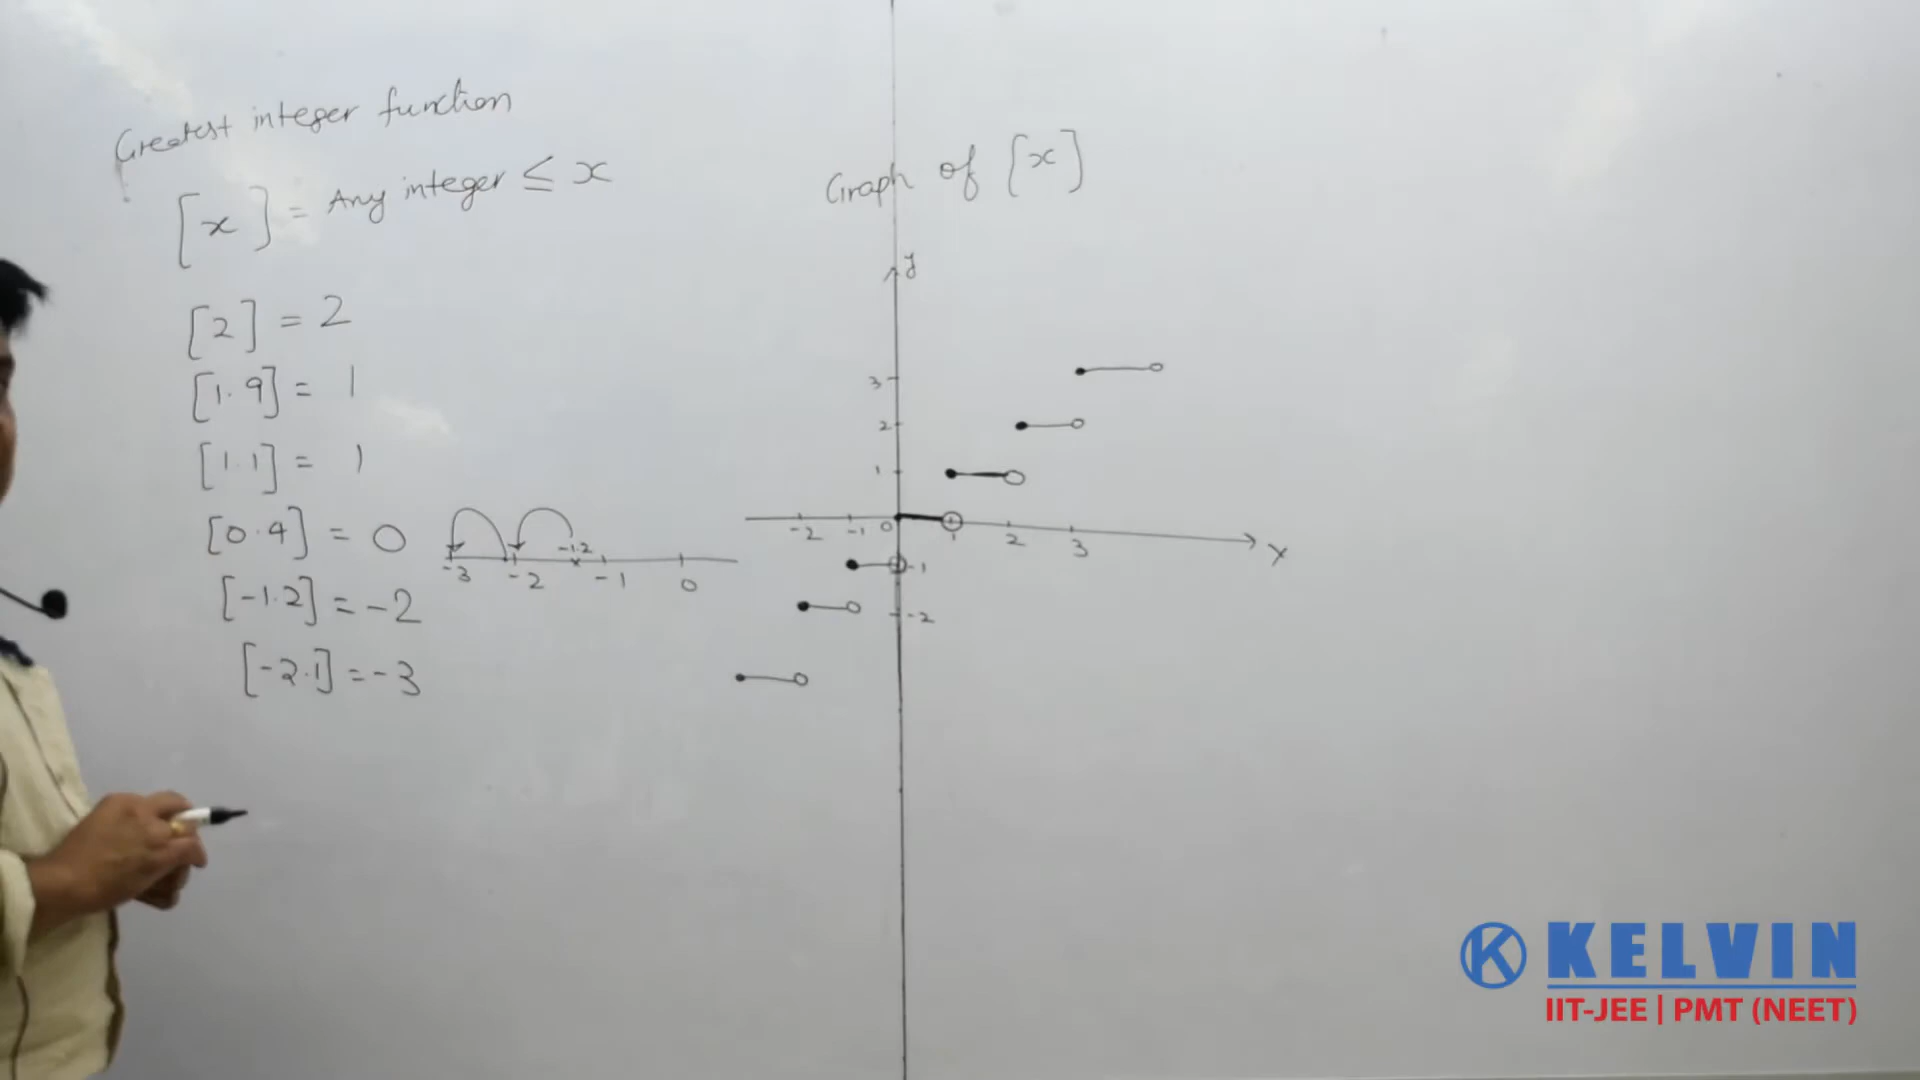 Greatest integer function
[x] = Any integer ≤ x
[2] = 2
[1.9] = 1
[1.1] = 1
[0.4] = 0
[-1.2] = -2
[-2.1] = -3
-1.2
-3 -2 -1 0
Graph of [x]
y
3
2
1
-2 -1 0 1 2 3 x
-1
-2
KELVIN
IIT-JEE | PMT (NEET)